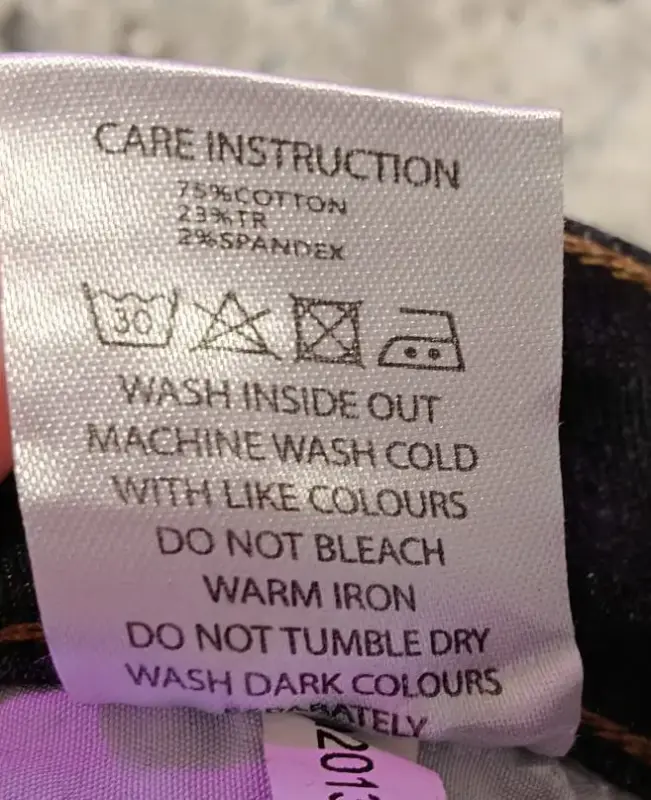 CARE INSTRUCTION
75%COTTON
23%TR
2%SPANDEX
30
WASH INSIDE OUT
MACHINE WASH COLD
WITH LIKE COLOURS
DO NOT BLEACH
WARM IRON
DO NOT TUMBLE DRY
WASH DARK COLOURS
SEPARATELY